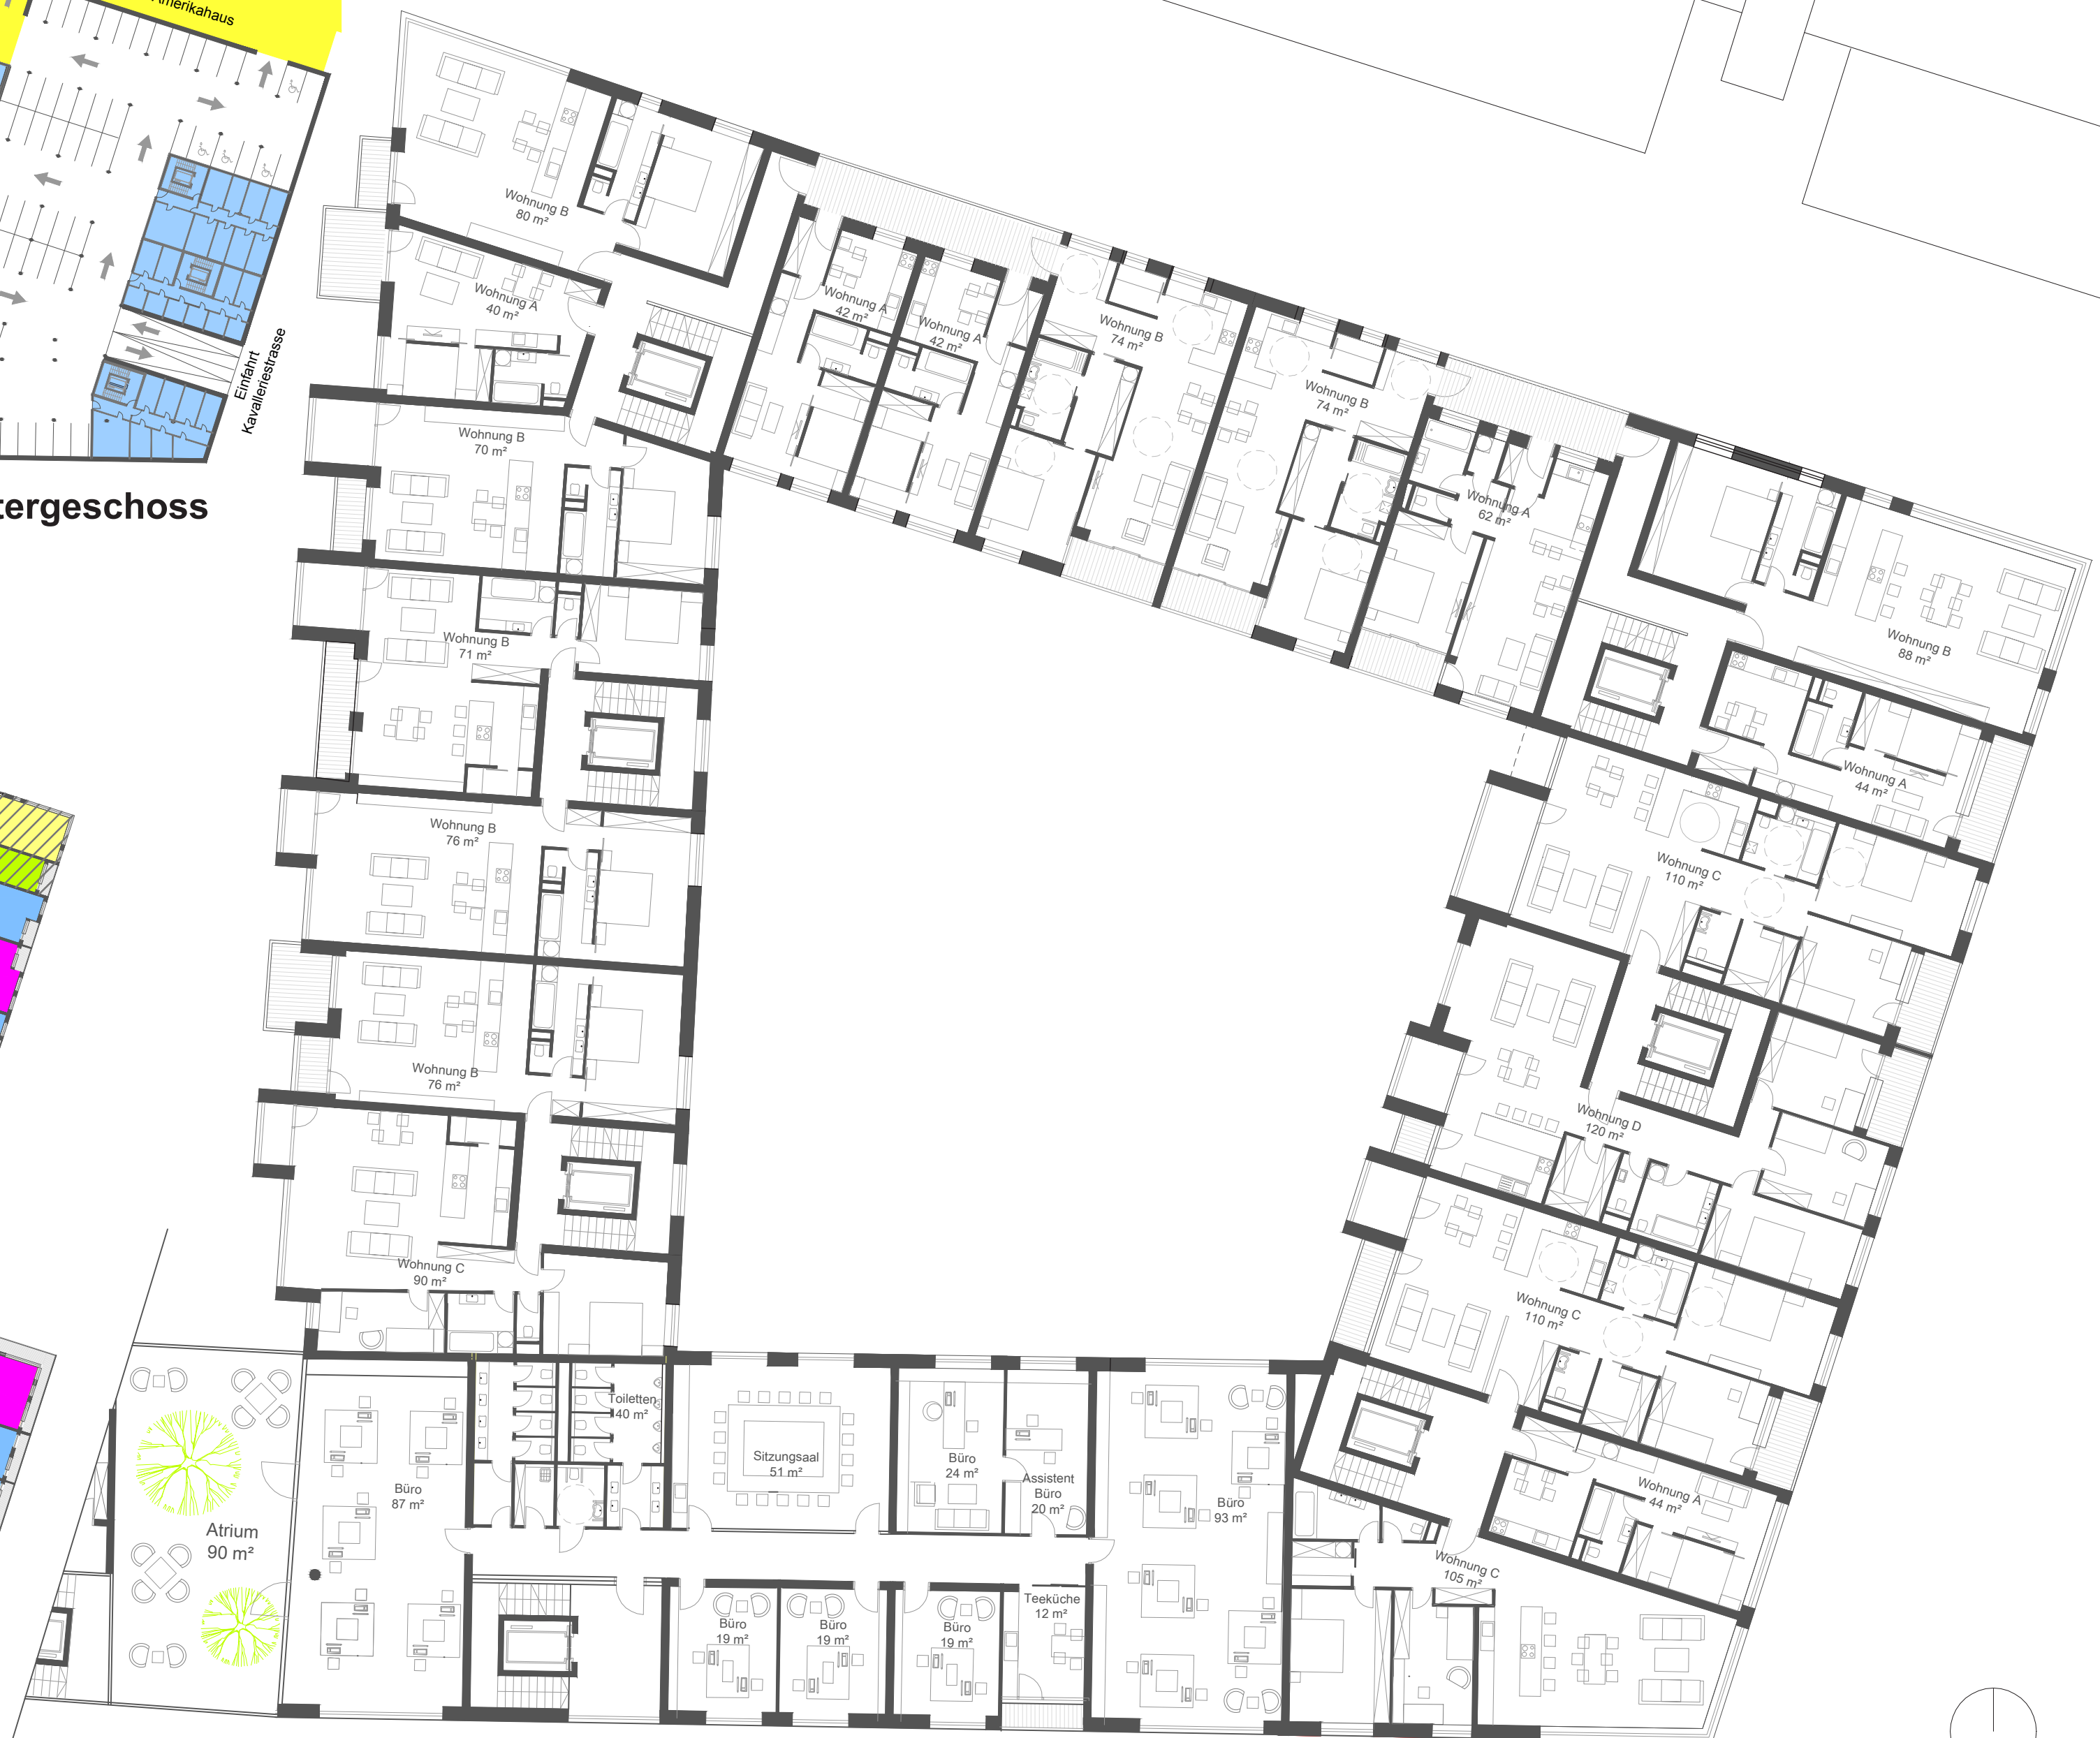 Amerikahaus
Einfahrt
Kavalleriestrasse
tergeschoss
Wohnung B
80 m²
Wohnung A
40 m²
Wohnung B
70 m²
Wohnung B
71 m²
Wohnung B
76 m²
Wohnung B
76 m²
Wohnung C
90 m²
Wohnung A
42 m²
Wohnung A
42 m²
Wohnung B
74 m²
Wohnung B
74 m²
Wohnung A
62 m²
Wohnung B
88 m²
Wohnung A
44 m²
Wohnung C
110 m²
Wohnung D
120 m²
Wohnung C
110 m²
Wohnung A
44 m²
Wohnung C
105 m²
Atrium
90 m²
Büro
87 m²
Toiletten
40 m²
Sitzungsaal
51 m²
Büro
24 m²
Assistent
Büro
20 m²
Büro
93 m²
Büro
19 m²
Büro
19 m²
Büro
19 m²
Teeküche
12 m²